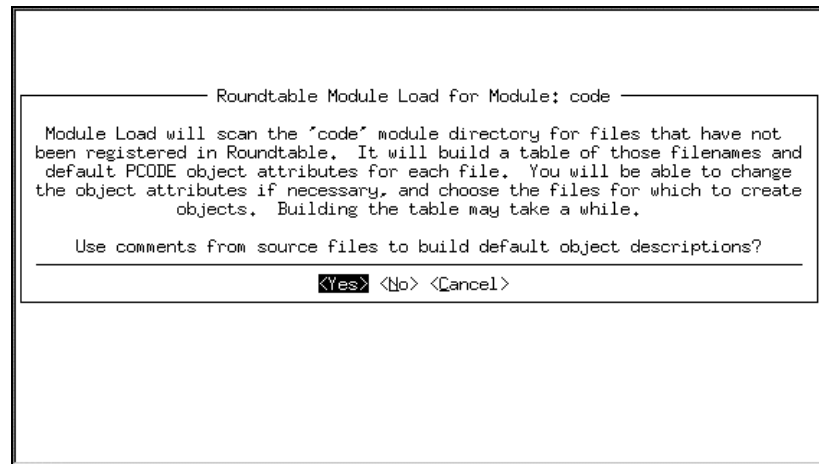 Roundtable Module Load for Module: code
Module Load will scan the 'code' module directory for files that have not
been registered in Roundtable.  It will build a table of those filenames and
default PCODE object attributes for each file.  You will be able to change
the object attributes if necessary, and choose the files for which to create
objects.  Building the table may take a while.
Use comments from source files to build default object descriptions?
<Yes> <No> <Cancel>